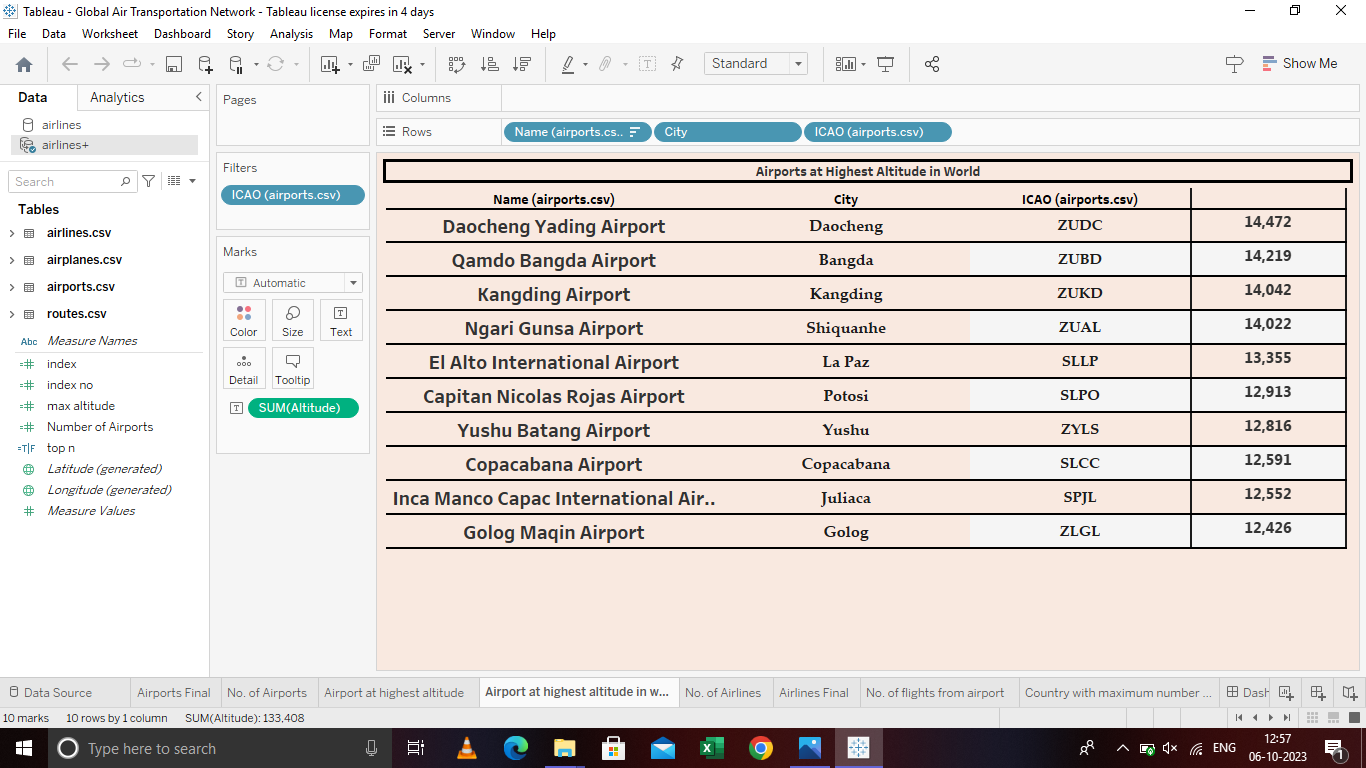 Tableau - Global Air Transportation Network - Tableau license expires in 4 days
File Data Worksheet Dashboard Story Analysis Map Format Server Window Help
Standard
Show Me
Data Analytics
airlines
airlines+
Search
Tables
airlines.csv
airplanes.csv
airports.csv
routes.csv
Abc Measure Names
index
index no
max altitude
Number of Airports
=T|F top n
Latitude (generated)
Longitude (generated)
Measure Values
Pages
Filters
ICAO (airports.csv)
Marks
T Automatic
Color Size Text
Detail Tooltip
T SUM(Altitude)
Columns
Rows Name (airports.cs.. City ICAO (airports.csv)
Airports at Highest Altitude in World
Name (airports.csv) City ICAO (airports.csv)
Daocheng Yading Airport Daocheng ZUDC 14,472
Qamdo Bangda Airport Bangda ZUBD 14,219
Kangding Airport Kangding ZUKD 14,042
Ngari Gunsa Airport Shiquanhe ZUAL 14,022
El Alto International Airport La Paz SLLP 13,355
Capitan Nicolas Rojas Airport Potosi SLPO 12,913
Yushu Batang Airport Yushu ZYLS 12,816
Copacabana Airport Copacabana SLCC 12,591
Inca Manco Capac International Air.. Juliaca SPJL 12,552
Golog Maqin Airport Golog ZLGL 12,426
Data Source Airports Final No. of Airports Airport at highest altitude Airport at highest altitude in w... No. of Airlines Airlines Final No. of flights from airport Country with maximum number ... Dash
10 marks 10 rows by 1 column SUM(Altitude): 133,408
Type here to search
ENG
12:57
06-10-2023
1